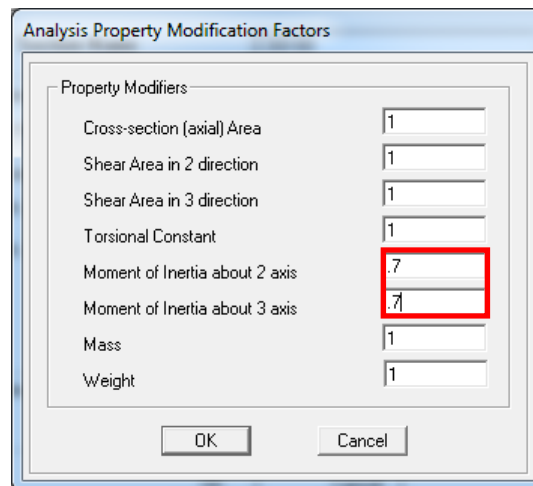 Analysis Property Modification Factors
Property Modifiers
Cross-section (axial) Area 1
Shear Area in 2 direction 1
Shear Area in 3 direction 1
Torsional Constant 1
Moment of Inertia about 2 axis .7
Moment of Inertia about 3 axis .7
Mass 1
Weight 1
OK Cancel